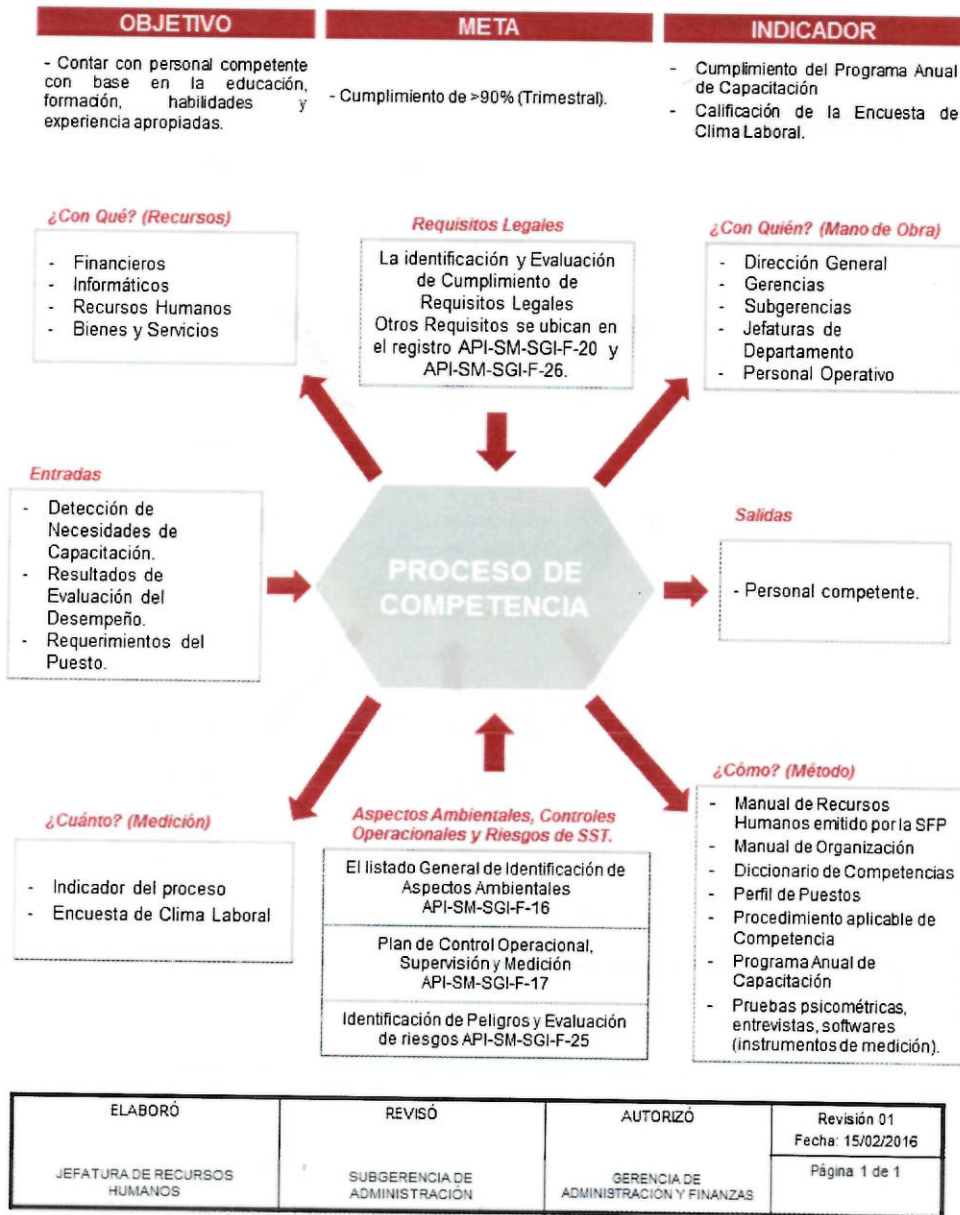 OBJETIVO
META
INDICADOR
- Contar con personal competente
con base en la educación,
formación, habilidades y
experiencia apropiadas.
- Cumplimiento de >90% (Trimestral).
- Cumplimiento del Programa Anual
de Capacitación
- Calificación de la Encuesta de
Clima Laboral.
¿Con Qué? (Recursos)
- Financieros
- Informáticos
- Recursos Humanos
- Bienes y Servicios
Requisitos Legales
La identificación y Evaluación
de Cumplimiento de
Requisitos Legales
Otros Requisitos se ubican en
el registro API-SM-SGI-F-20 y
API-SM-SGI-F-26.
¿Con Quién? (Mano de Obra)
- Dirección General
- Gerencias
- Subgerencias
- Jefaturas de
Departamento
- Personal Operativo
Entradas
- Detección de
Necesidades de
Capacitación.
- Resultados de
Evaluación del
Desempeño.
- Requerimientos del
Puesto.
PROCESO DE
COMPETENCIA
Salidas
- Personal competente.
¿Cuánto? (Medición)
- Indicador del proceso
- Encuesta de Clima Laboral
Aspectos Ambientales, Controles
Operacionales y Riesgos de SST.
El listado General de Identificación de
Aspectos Ambientales
API-SM-SGI-F-16
Plan de Control Operacional,
Supervisión y Medición
API-SM-SGI-F-17
Identificación de Peligros y Evaluación
de riesgos API-SM-SGI-F-25
¿Cómo? (Método)
- Manual de Recursos
Humanos emitido por la SFP
- Manual de Organización
- Diccionario de Competencias
- Perfil de Puestos
- Procedimiento aplicable de
Competencia
- Programa Anual de
Capacitación
- Pruebas psicométricas,
entrevistas, softwares
(instrumentos de medición).
ELABORÓ
JEFATURA DE RECURSOS
HUMANOS
REVISÓ
SUBGERENCIA DE
ADMINISTRACIÓN
AUTORIZÓ
GERENCIA DE
ADMINISTRACIÓN Y FINANZAS
Revisión 01
Fecha: 15/02/2016
Página 1 de 1